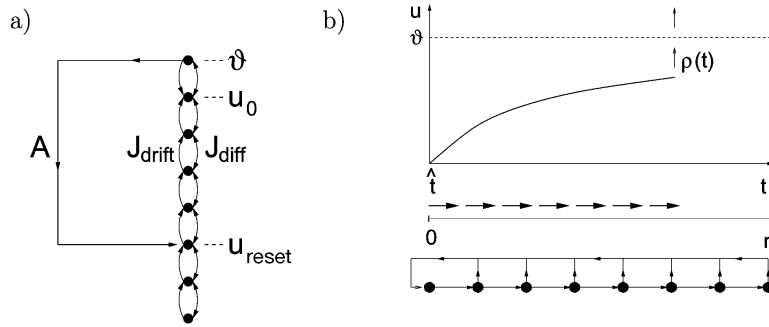 a)
ϑ
u0
A
Jdrift
Jdiff
ureset
b)
u
ϑ
ρ(t)
t̂
t
0
r